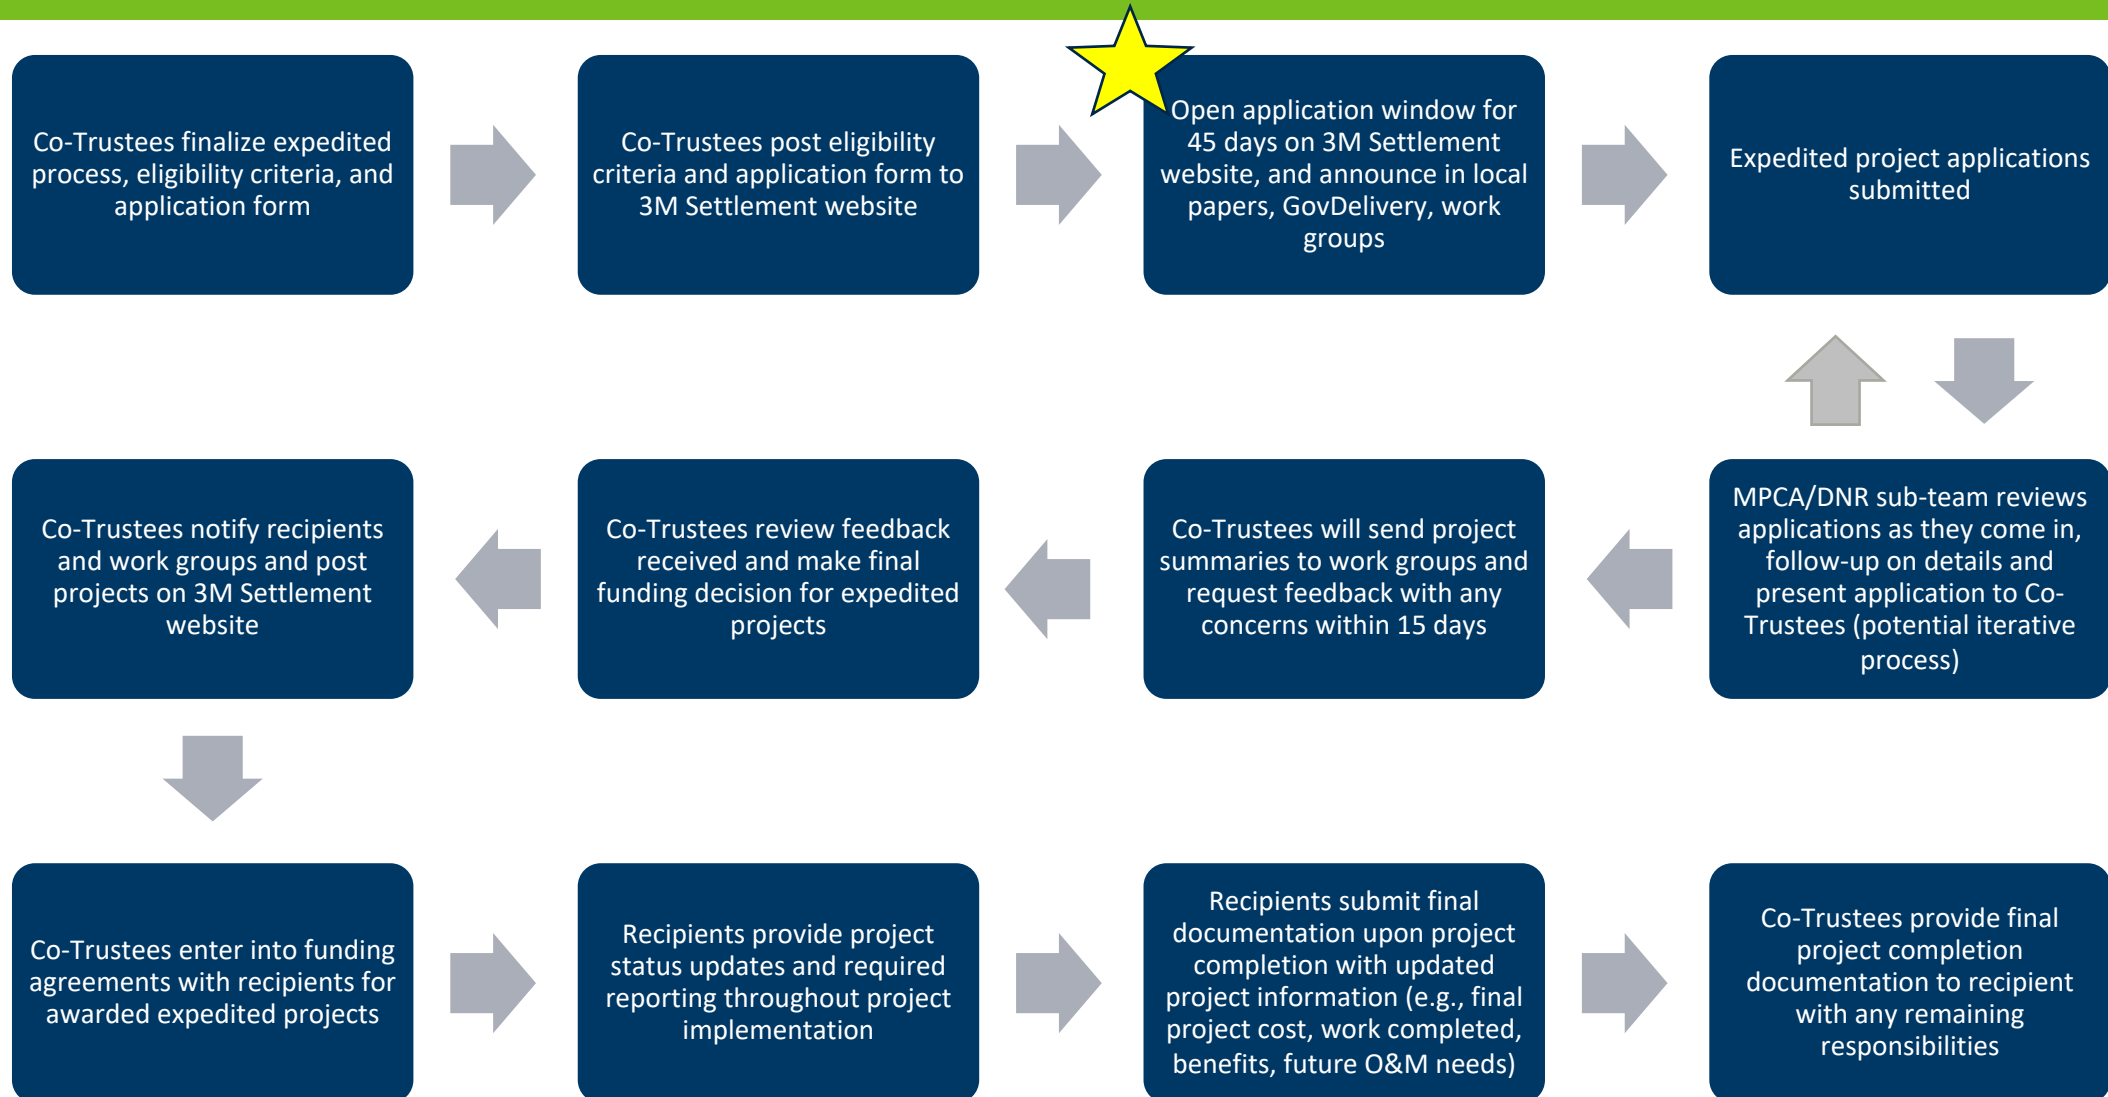 Co-Trustees finalize expedited
process, eligibility criteria, and
application form
Co-Trustees post eligibility
criteria and application form to
3M Settlement website
Open application window for
45 days on 3M Settlement
website, and announce in local
papers, GovDelivery, work
groups
Expedited project applications
submitted
MPCA/DNR sub-team reviews
applications as they come in,
follow-up on details and
present application to Co-
Trustees (potential iterative
process)
Co-Trustees will send project
summaries to work groups and
request feedback with any
concerns within 15 days
Co-Trustees review feedback
received and make final
funding decision for expedited
projects
Co-Trustees notify recipients
and work groups and post
projects on 3M Settlement
website
Co-Trustees enter into funding
agreements with recipients for
awarded expedited projects
Recipients provide project
status updates and required
reporting throughout project
implementation
Recipients submit final
documentation upon project
completion with updated
project information (e.g., final
project cost, work completed,
benefits, future O&M needs)
Co-Trustees provide final
project completion
documentation to recipient
with any remaining
responsibilities